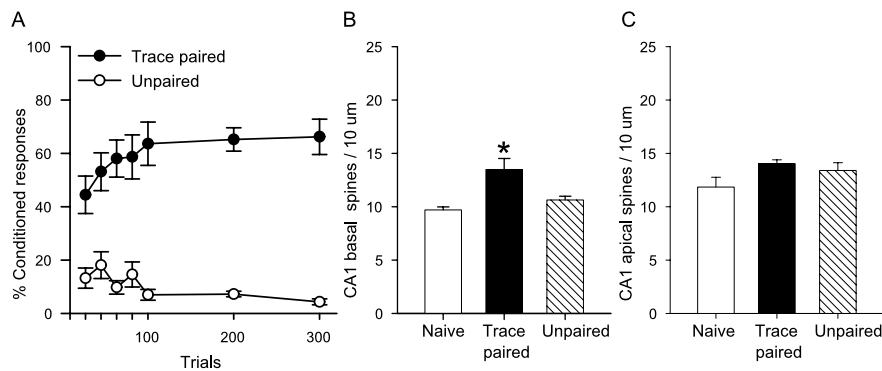 A
Trace paired
Unpaired
100
80
60
40
20
0
% Conditioned responses
100
200
300
Trials
B
25
20
15
10
5
0
CA1 basal spines / 10 um
*
Naive
Trace
paired
Unpaired
C
25
20
15
10
5
0
CA1 apical spines / 10 um
Naive
Trace
paired
Unpaired